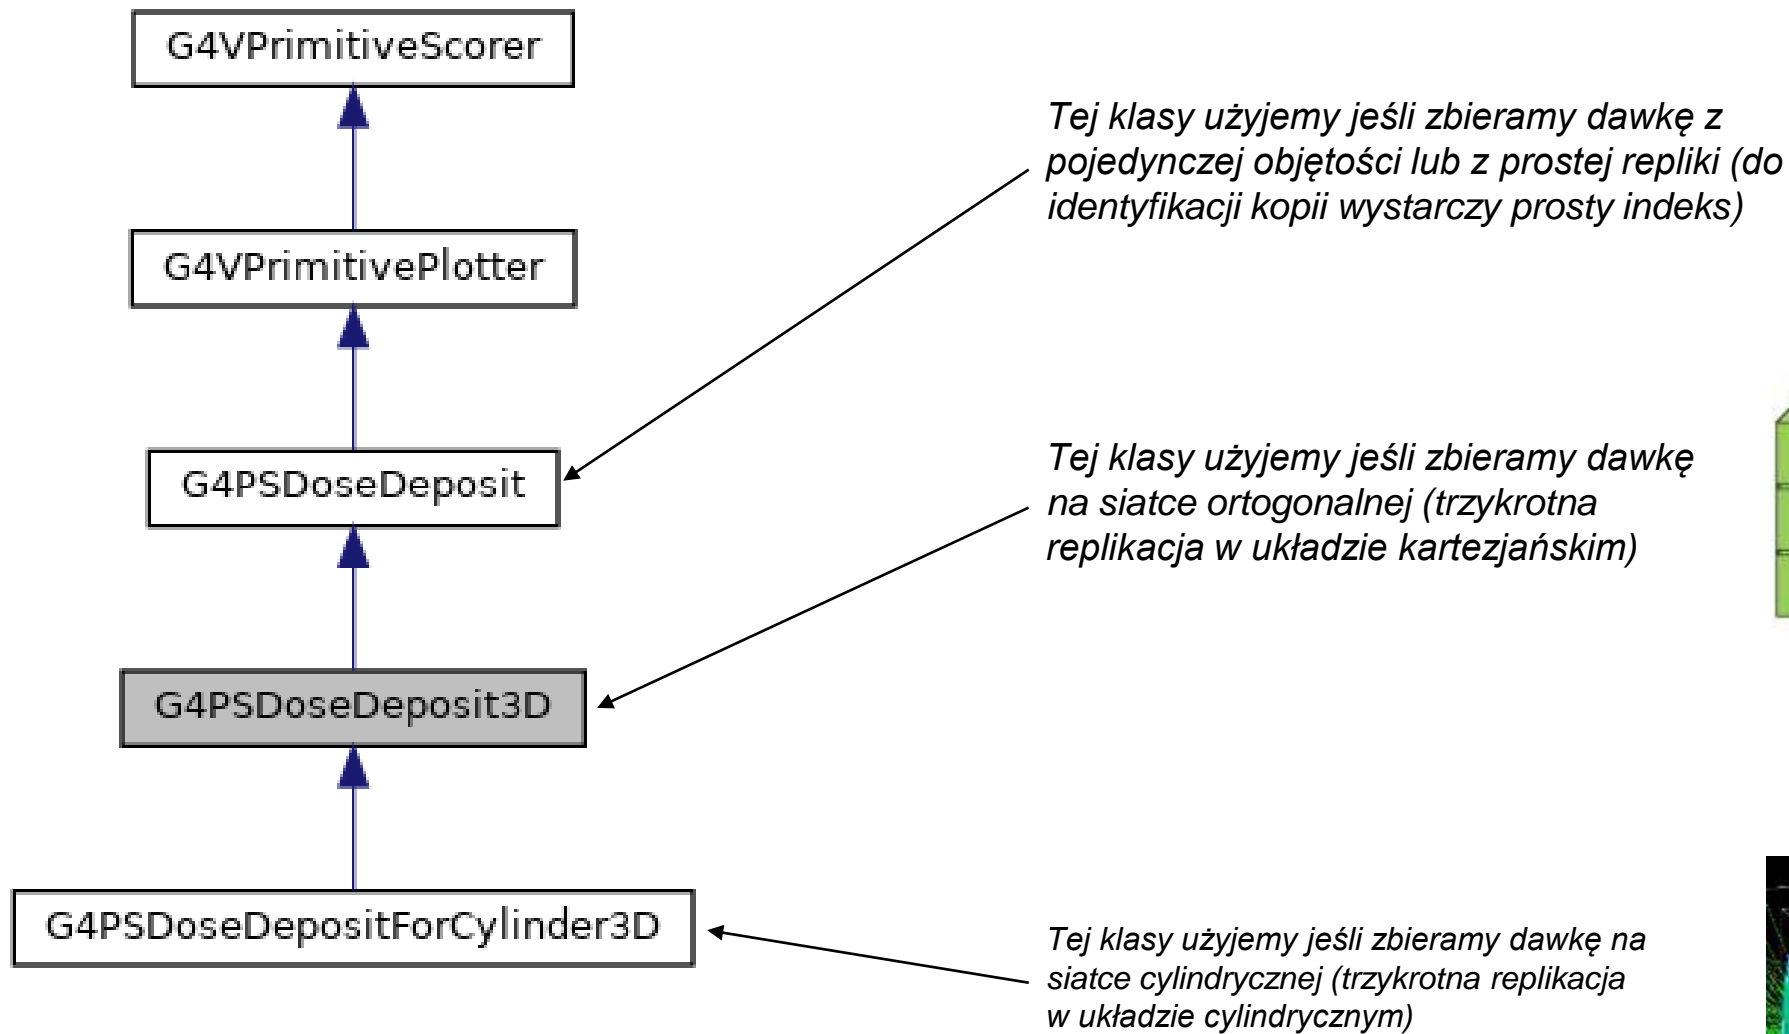 G4VPrimitiveScorer
Tej klasy użyjemy jeśli zbieramy dawkę z
pojedynczej objętości lub z prostej repliki (do
identyfikacji kopii wystarczy prosty indeks)
G4VPrimitivePlotter
G4PSDoseDeposit
Tej klasy użyjemy jeśli zbieramy dawkę
na siatce ortogonalnej (trzykrotna
replikacja w układzie kartezjańskim)
G4PSDoseDeposit3D
G4PSDoseDepositForCylinder3D
Tej klasy użyjemy jeśli zbieramy dawkę na
siatce cylindrycznej (trzykrotna replikacja
w układzie cylindrycznym)